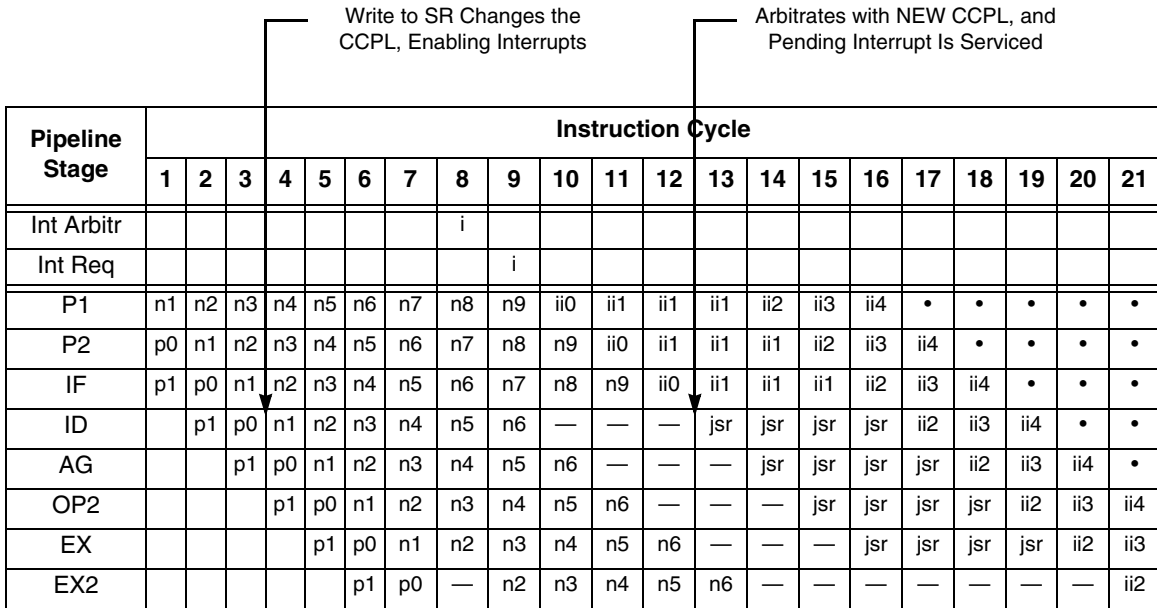 Write to SR Changes the
CCPL, Enabling Interrupts
Arbitrates with NEW CCPL, and
Pending Interrupt Is Serviced
Pipeline Stage Instruction Cycle
1 2 3 4 5 6 7 8 9 10 11 12 13 14 15 16 17 18 19 20 21
Int Arbitr i
Int Req i
P1 n1 n2 n3 n4 n5 n6 n7 n8 n9 ii0 ii1 ii1 ii1 ii2 ii3 ii4 • • • • •
P2 p0 n1 n2 n3 n4 n5 n6 n7 n8 n9 ii0 ii1 ii1 ii1 ii2 ii3 ii4 • • • •
IF p1 p0 n1 n2 n3 n4 n5 n6 n7 n8 n9 ii0 ii1 ii1 ii1 ii2 ii3 ii4 • • •
ID p1 p0 n1 n2 n3 n4 n5 n6 — — — jsr jsr jsr jsr ii2 ii3 ii4 • •
AG p1 p0 n1 n2 n3 n4 n5 n6 — — — jsr jsr jsr jsr ii2 ii3 ii4 •
OP2 p1 p0 n1 n2 n3 n4 n5 n6 — — — jsr jsr jsr jsr ii2 ii3 ii4
EX p1 p0 n1 n2 n3 n4 n5 n6 — — — jsr jsr jsr jsr ii2 ii3
EX2 p1 p0 — n2 n3 n4 n5 n6 — — — — — — — ii2